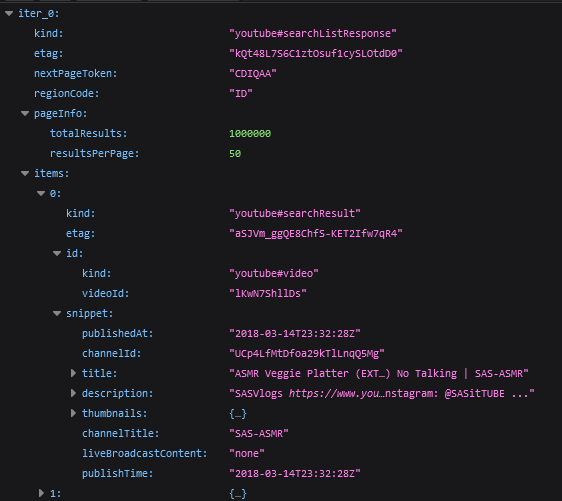 iter_0:
kind: "youtube#searchListResponse"
etag: "kQt48L7S6C1ztOsuf1cySLOtdD0"
nextPageToken: "CDIQAA"
regionCode: "ID"
pageInfo:
totalResults: 1000000
resultsPerPage: 50
items:
0:
kind: "youtube#searchResult"
etag: "aSJVm_ggQE8ChfS-KET2Ifw7qR4"
id:
kind: "youtube#video"
videoId: "lKwN7ShllDs"
snippet:
publishedAt: "2018-03-14T23:32:28Z"
channelId: "UCp4LfMtDfoa29kTlLnqQ5Mg"
title: "ASMR Veggie Platter (EXT…) No Talking | SAS-ASMR"
description: "SASVlogs https://www.you…nstagram: @SASitTUBE ..."
thumbnails: {…}
channelTitle: "SAS-ASMR"
liveBroadcastContent: "none"
publishTime: "2018-03-14T23:32:28Z"
1: {…}